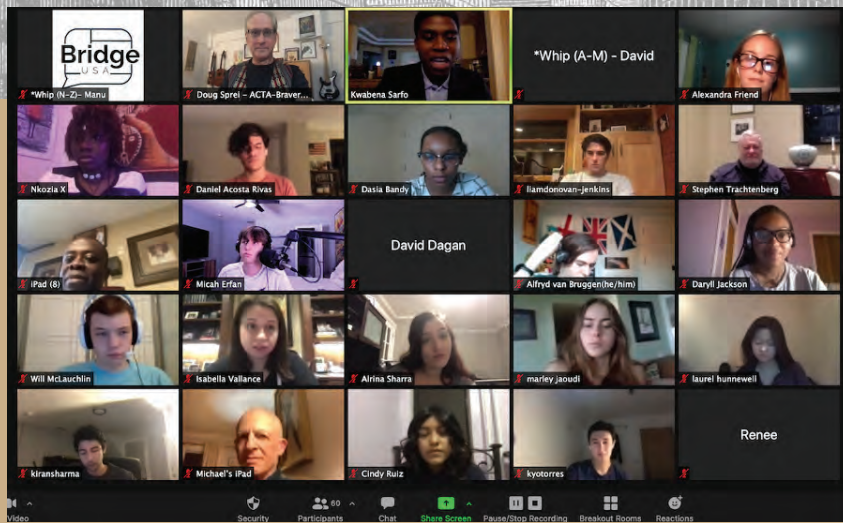 Bridge
USA
*Whip (N-Z)- Manu
Doug Sprei - ACTA-Braver...
Kwabena Sarfo
*Whip (A-M) - David
Alexandra Friend
Nkozia X
Daniel Acosta Rivas
Dasia Bandy
liamdonovan-jenkins
Stephen Trachtenberg
iPad (8)
Micah Erfan
David Dagan
Alfryd van Bruggen(he/him)
Daryll Jackson
Will McLauchlin
Isabella Vallance
Alrina Sharra
marley jaoudi
laurel hunnewell
kiransharma
Michael's iPad
Cindy Ruiz
kyotorres
Renee
Video
Security
Participants
60
Chat
Share Screen
Pause/Stop Recording
Breakout Rooms
Reactions